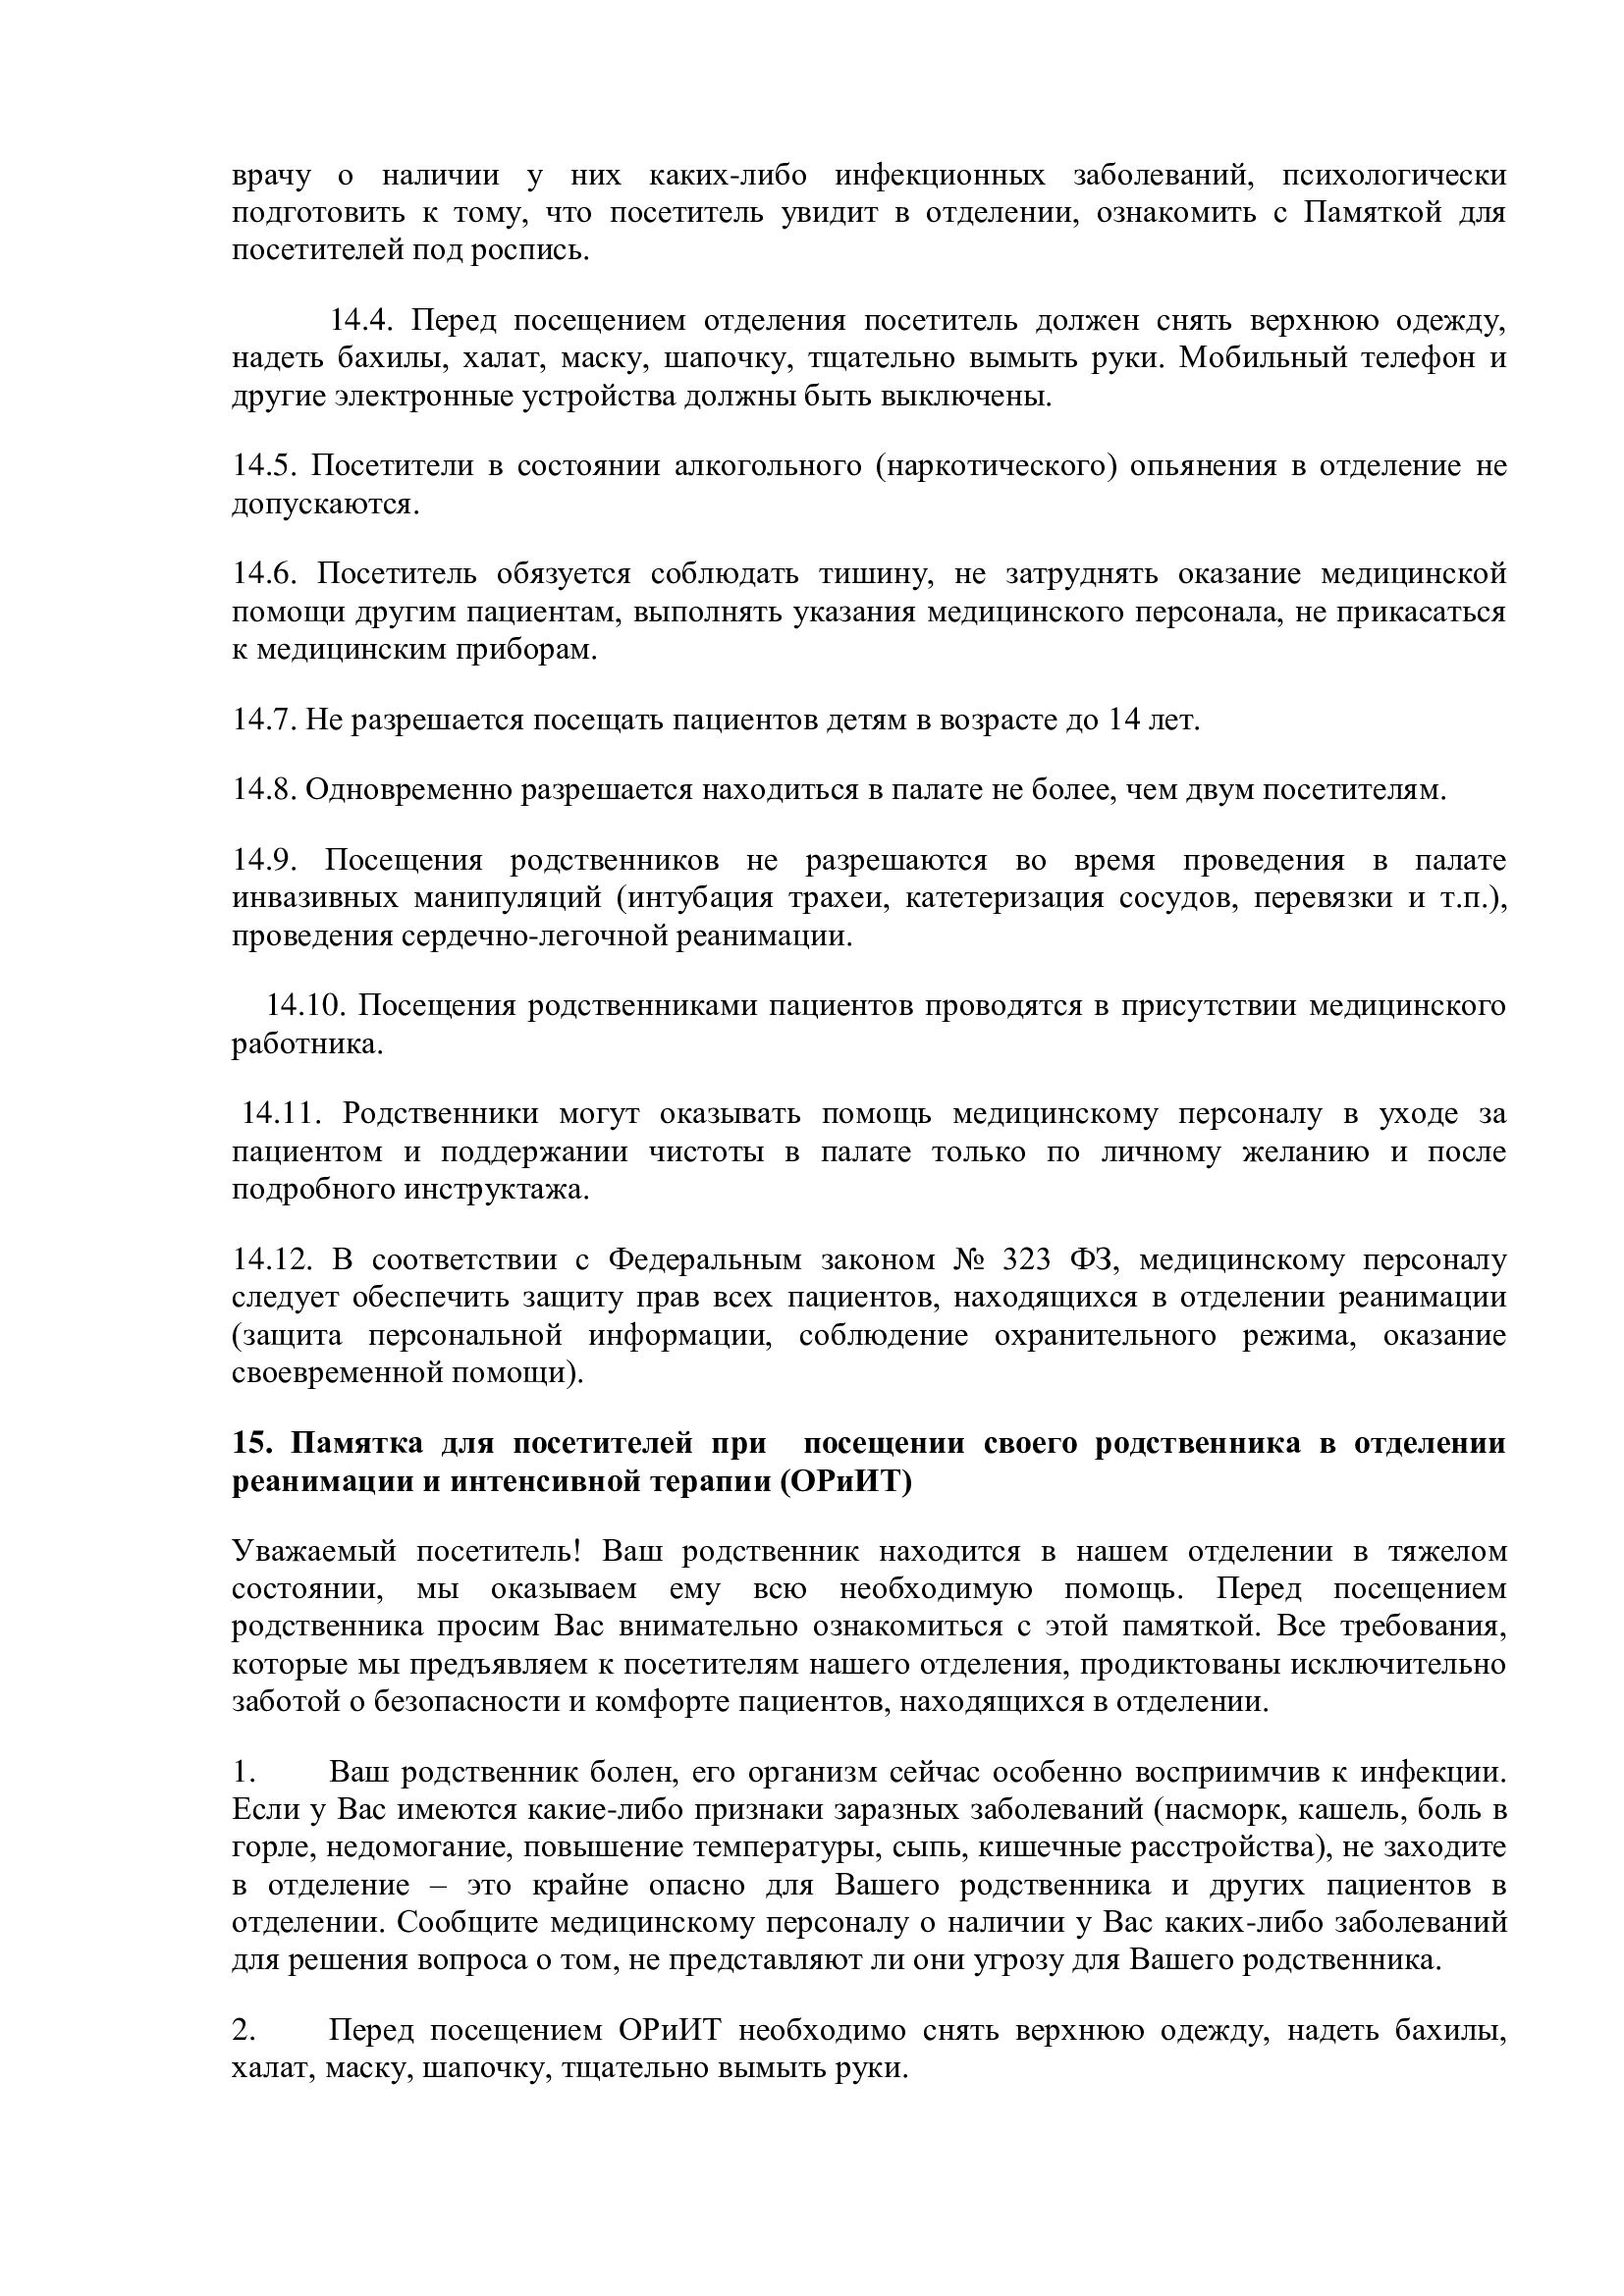 врачу о наличии у них каких-либо инфекционных заболеваний, психологически
подготовить к тому, что посетитель увидит в отделении, ознакомить с Памяткой для
посетителей под роспись.
14.4. Перед посещением отделения посетитель должен снять верхнюю одежду,
надеть бахилы, халат, маску, шапочку, тщательно вымыть руки. Мобильный телефон и
другие электронные устройства должны быть выключены.
14.5. Посетители в состоянии алкогольного (наркотического) опьянения в отделение не
допускаются.
14.6. Посетитель обязуется соблюдать тишину, не затруднять оказание медицинской
помощи другим пациентам, выполнять указания медицинского персонала, не прикасаться
к медицинским приборам.
14.7. Не разрешается посещать пациентов детям в возрасте до 14 лет.
14.8. Одновременно разрешается находиться в палате не более, чем двум посетителям.
14.9. Посещения родственников не разрешаются во время проведения в палате
инвазивных манипуляций (интубация трахеи, катетеризация сосудов, перевязки и т.п.),
проведения сердечно-легочной реанимации.
14.10. Посещения родственниками пациентов проводятся в присутствии медицинского
работника.
14.11. Родственники могут оказывать помощь медицинскому персоналу в уходе за
пациентом и поддержании чистоты в палате только по личному желанию и после
подробного инструктажа.
14.12. В соответствии с Федеральным законом № 323 ФЗ, медицинскому персоналу
следует обеспечить защиту прав всех пациентов, находящихся в отделении реанимации
(защита персональной информации, соблюдение охранительного режима, оказание
своевременной помощи).
15. Памятка для посетителей при посещении своего родственника в отделении
реанимации и интенсивной терапии (ОРиИТ)
Уважаемый посетитель! Ваш родственник находится в нашем отделении в тяжелом
состоянии, мы оказываем ему всю необходимую помощь. Перед посещением
родственника просим Вас внимательно ознакомиться с этой памяткой. Все требования,
которые мы предъявляем к посетителям нашего отделения, продиктованы исключительно
заботой о безопасности и комфорте пациентов, находящихся в отделении.
1. Ваш родственник болен, его организм сейчас особенно восприимчив к инфекции.
Если у Вас имеются какие-либо признаки заразных заболеваний (насморк, кашель, боль в
горле, недомогание, повышение температуры, сыпь, кишечные расстройства), не заходите
в отделение – это крайне опасно для Вашего родственника и других пациентов в
отделении. Сообщите медицинскому персоналу о наличии у Вас каких-либо заболеваний
для решения вопроса о том, не представляют ли они угрозу для Вашего родственника.
2. Перед посещением ОРиИТ необходимо снять верхнюю одежду, надеть бахилы,
халат, маску, шапочку, тщательно вымыть руки.